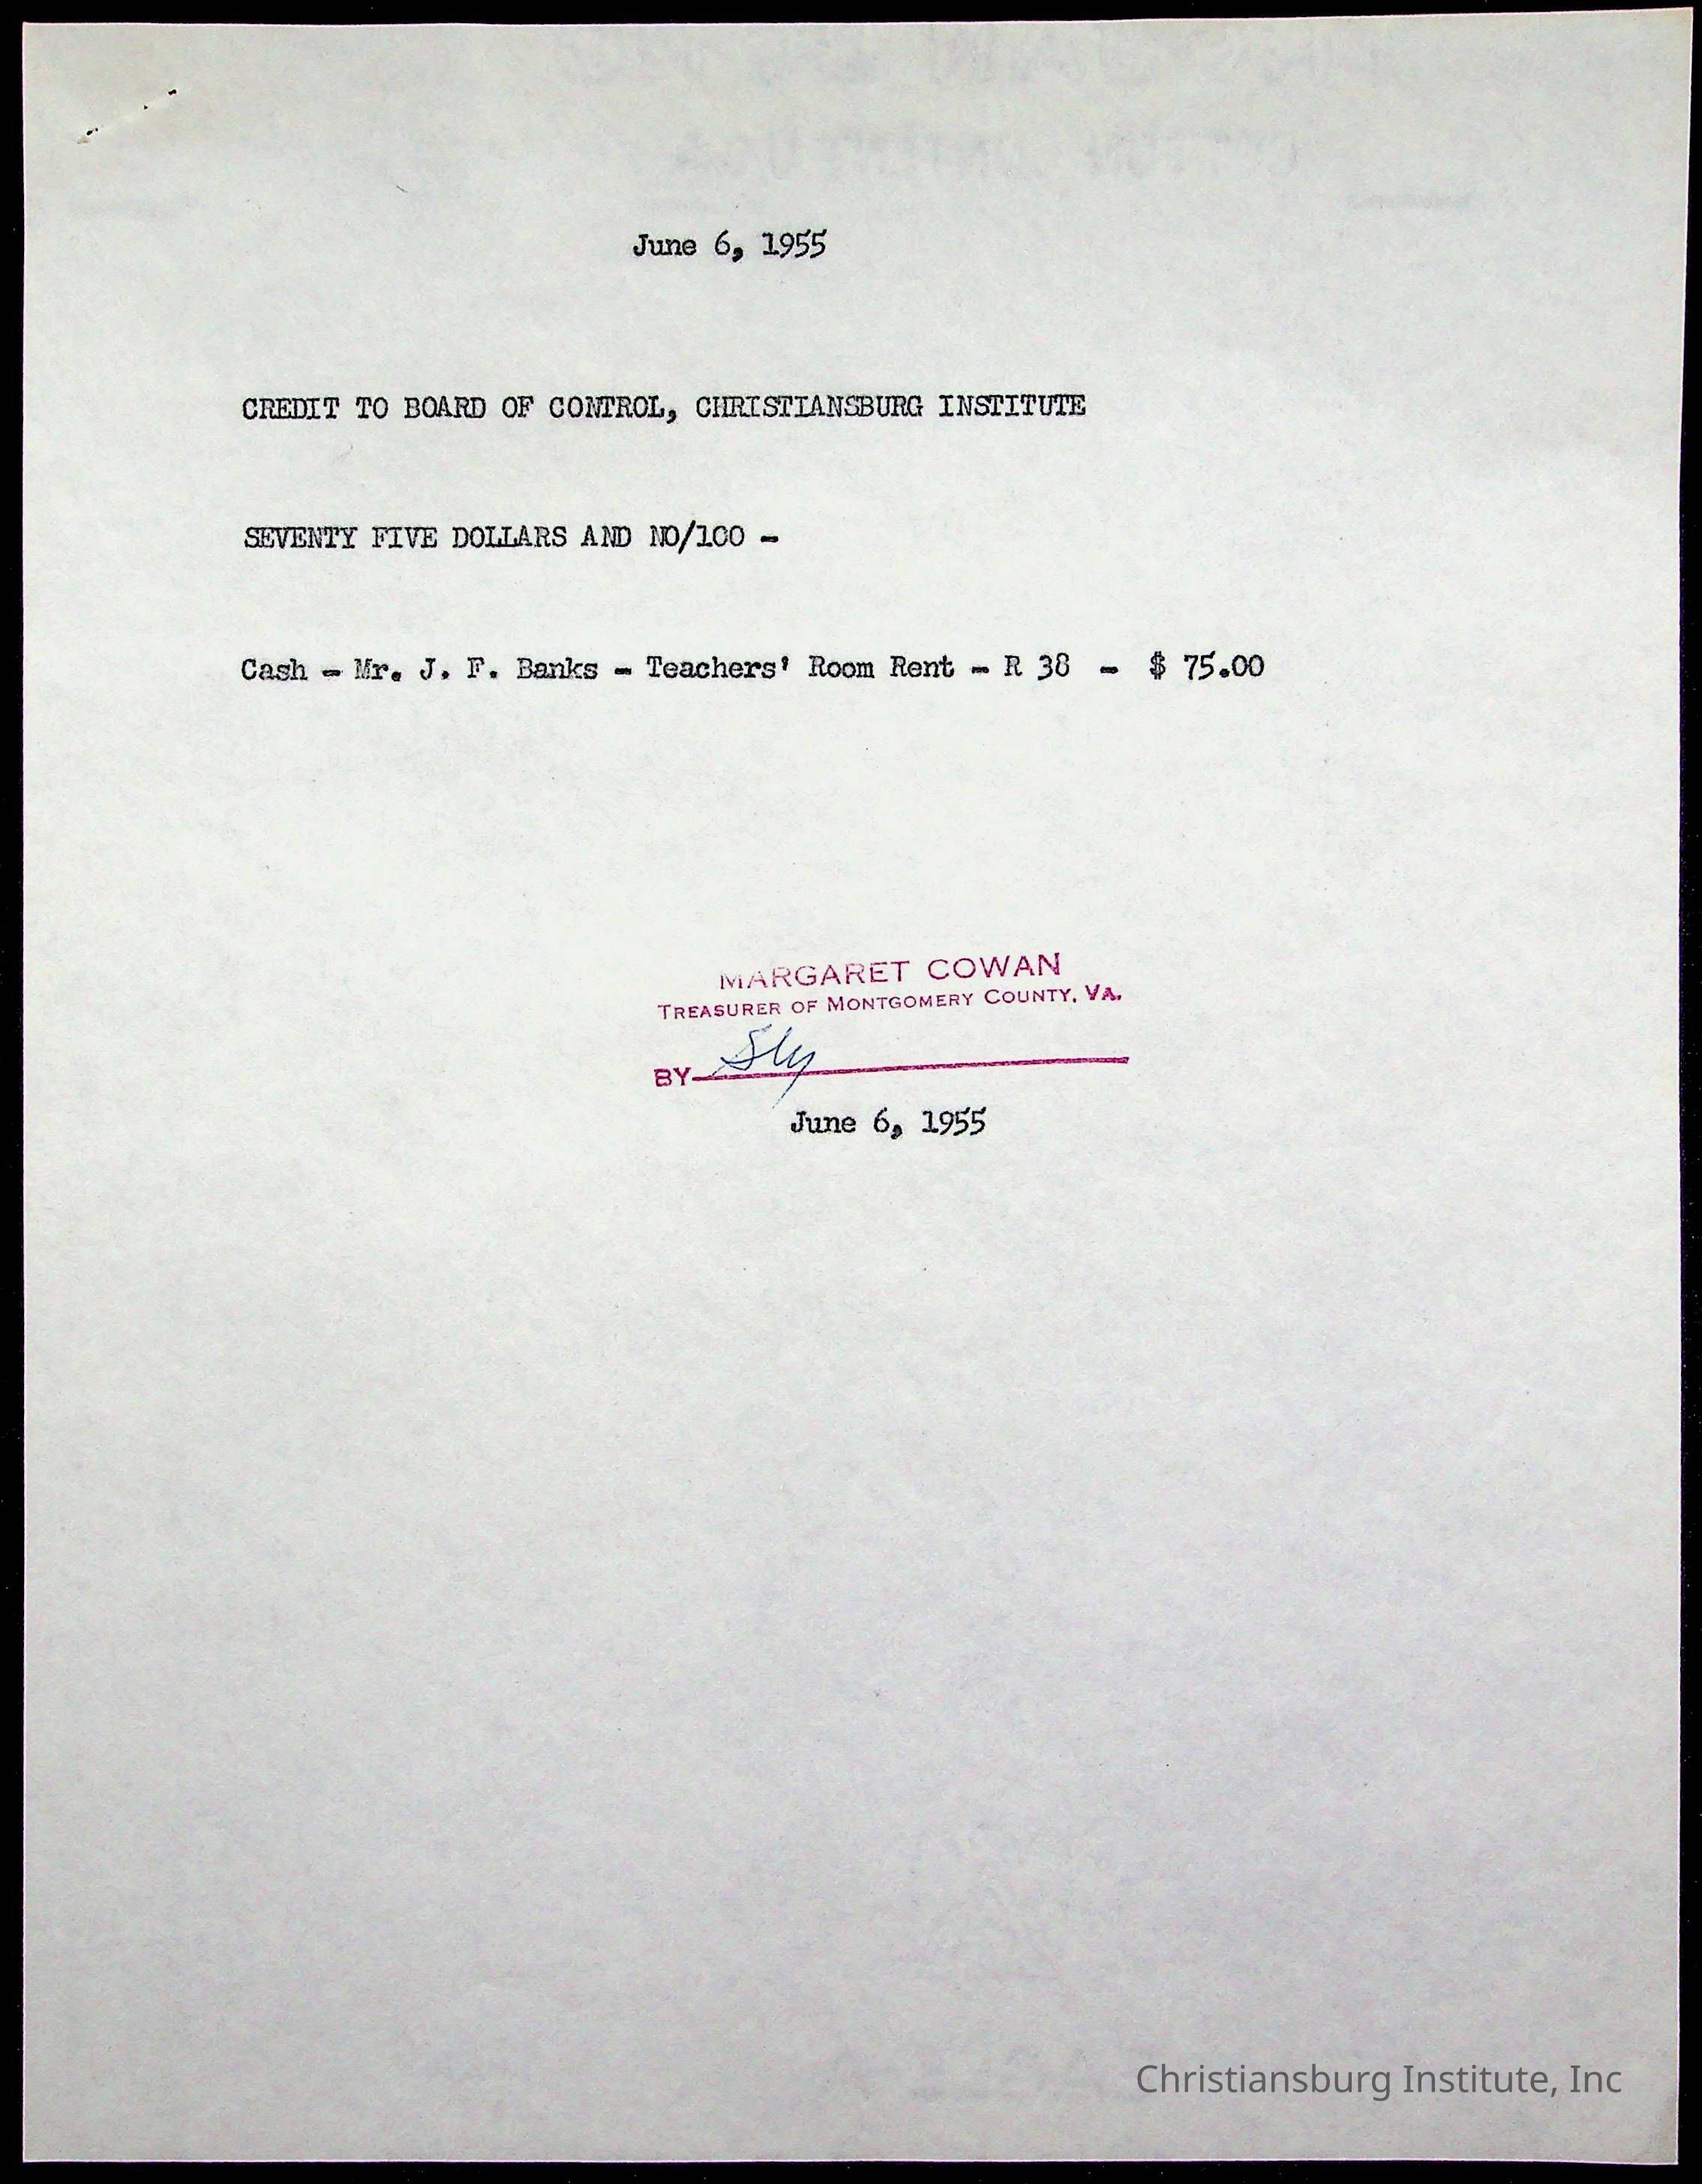 June 6, 1955
CREDIT TO BOARD OF CONTROL, CHRISTIANSBURG INSTITUTE
SEVENTY FIVE DOLLARS AND NO/100 -
Cash - Mr. J. F. Banks - Teachers' Room Rent - R 38 - $ 75.00
MARGARET COWAN
TREASURER OF MONTGOMERY COUNTY, VA.
BY
June 6, 1955
Christiansburg Institute, Inc